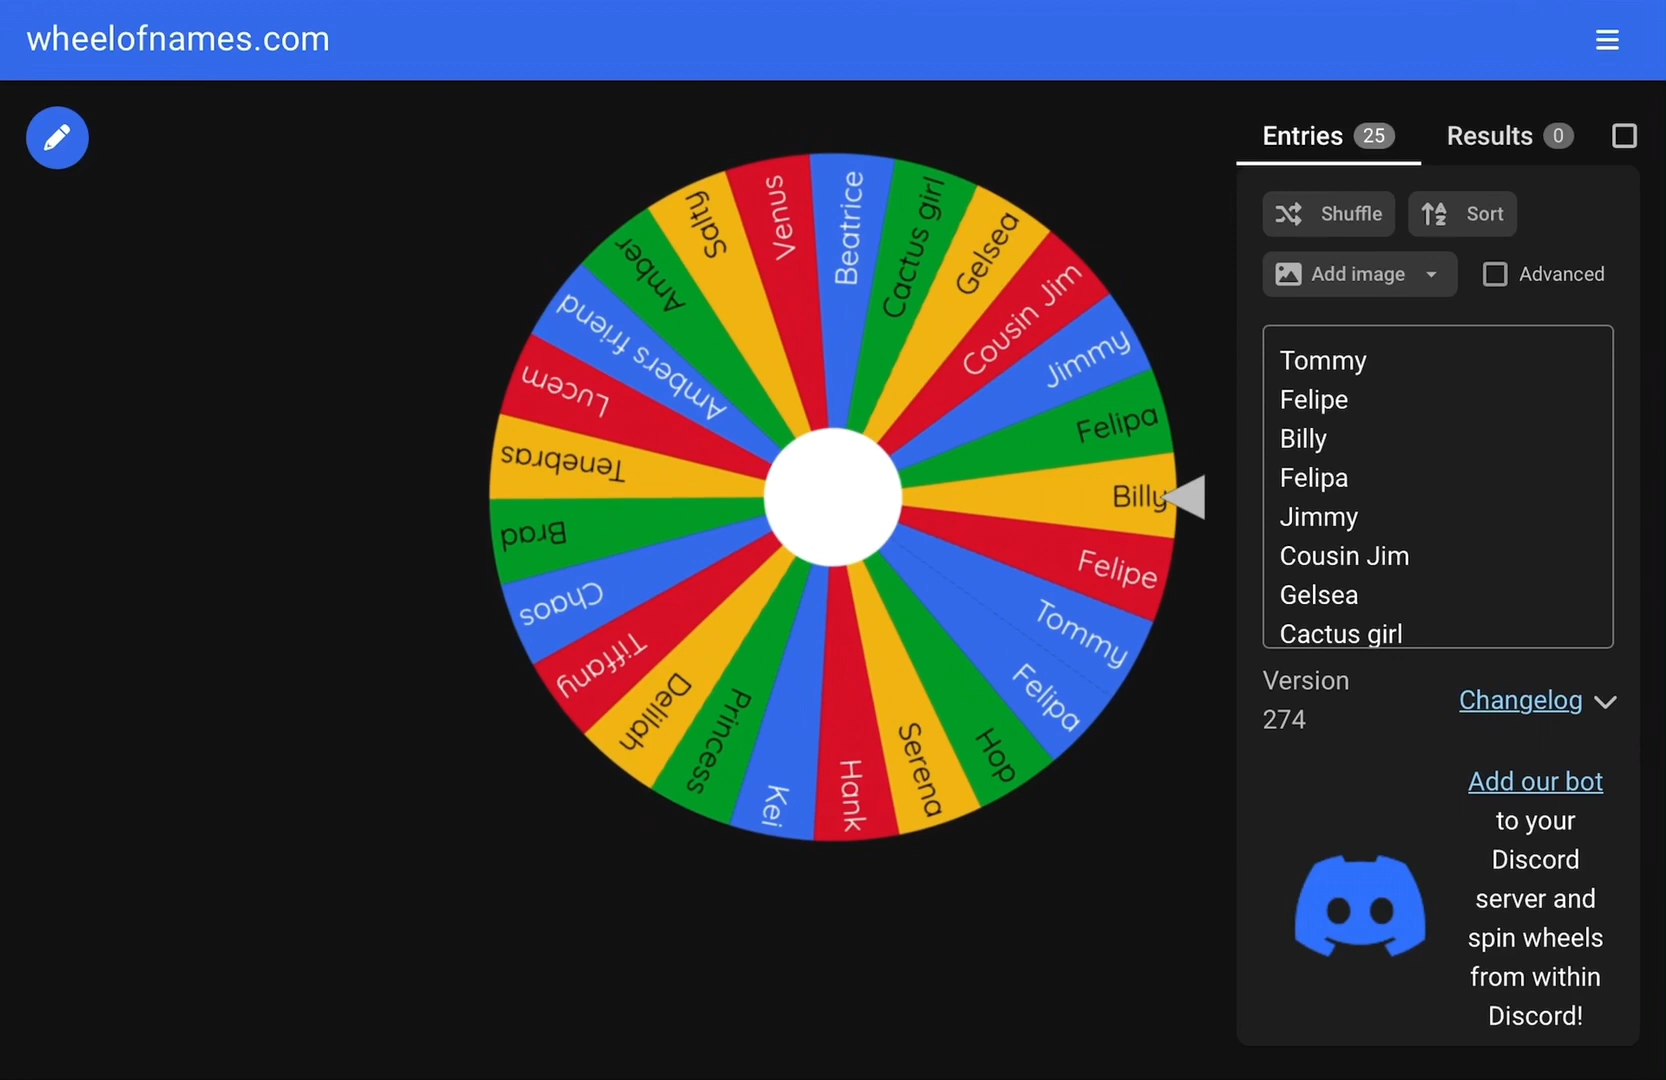 wheelofnames.com
Entries 25
Results 0
Shuffle
Sort
Add image
Advanced
Tommy
Felipe
Billy
Felipa
Jimmy
Cousin Jim
Gelsea
Cactus girl
Version
274
Changelog
Add our bot
to your
Discord
server and
spin wheels
from within
Discord!
Beatrice
Cactus girl
Gelsea
Cousin Jim
Jimmy
Felipa
Billy
Felipe
Tommy
Felipa
Hop
Serena
Hank
Kei
Princess
Delilah
Tiffany
Chaos
Brad
Tenebras
Lucem
Ambers friend
Amber
Salty
Venus